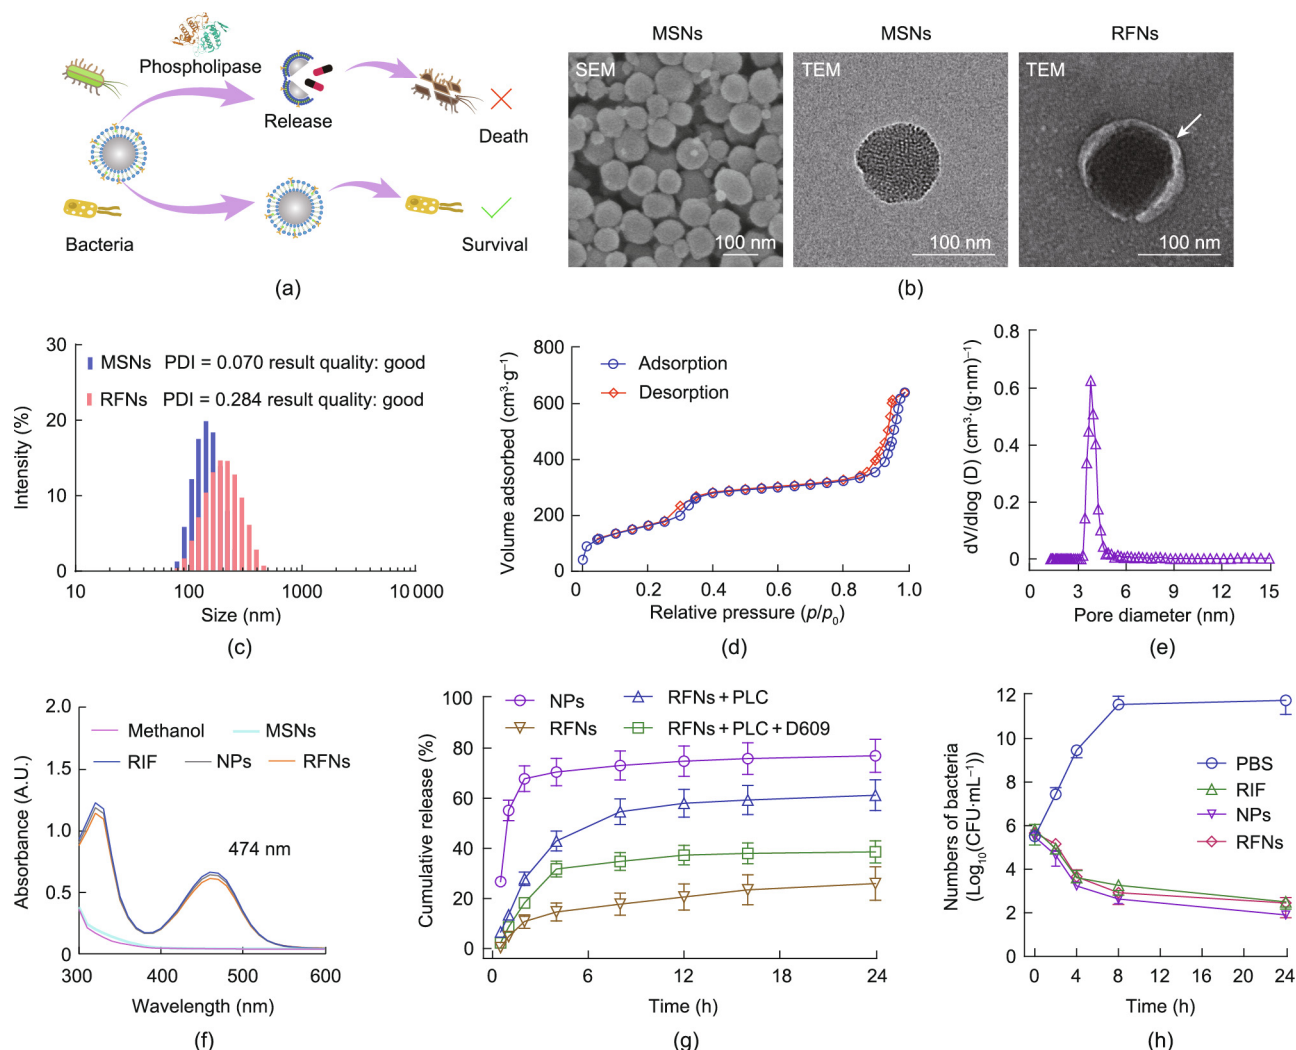 Phospholipase
Release
Death
Bacteria
Survival
(a)
MSNs
MSNs
RFNs
SEM
TEM
TEM
100 nm
100 nm
100 nm
(b)
30
20
10
0
10
100
1000
10 000
Intensity (%)
Size (nm)
MSNs PDI = 0.070 result quality: good
RFNs PDI = 0.284 result quality: good
(c)
800
600
400
200
0
0
0.2
0.4
0.6
0.8
1.0
Volume adsorbed (cm³·g⁻¹)
Relative pressure (p/p₀)
Adsorption
Desorption
(d)
0.8
0.6
0.4
0.2
0
0
3
6
9
12
15
dV/dlog (D) (cm³·(g·nm)⁻¹)
Pore diameter (nm)
(e)
2.0
1.5
1.0
0.5
0
300
400
500
600
Absorbance (A.U.)
Wavelength (nm)
Methanol
MSNs
RIF
NPs
RFNs
474 nm
(f)
100
80
60
40
20
0
0
6
12
18
24
Cumulative release (%)
Time (h)
NPs
RFNs + PLC
RFNs
RFNs + PLC + D609
(g)
12
10
8
6
4
2
0
0
4
8
12
16
20
24
Numbers of bacteria
(Log₁₀(CFU·mL⁻¹))
Time (h)
PBS
RIF
NPs
RFNs
(h)